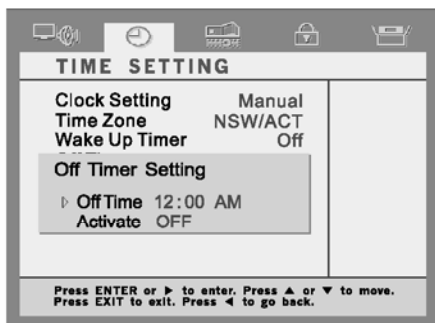 TIME SETTING
Clock Setting Manual
Time Zone NSW/ACT
Wake Up Timer Off
Off Timer Setting
▷ Off Time 12:00 AM
Activate OFF
Press ENTER or ▶ to enter. Press ▲ or ▼ to move.
Press EXIT to exit. Press ◀ to go back.